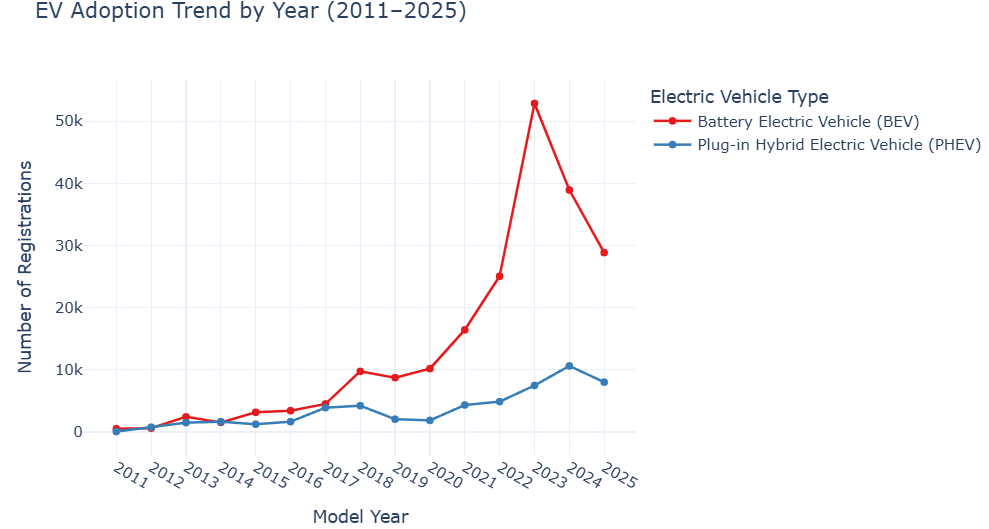 EV Adoption Trend by Year (2011–2025)
Electric Vehicle Type
Battery Electric Vehicle (BEV)
Plug-in Hybrid Electric Vehicle (PHEV)
Number of Registrations
50k
40k
30k
20k
10k
0
2011
2012
2013
2014
2015
2016
2017
2018
2019
2020
2021
2022
2023
2024
2025
Model Year